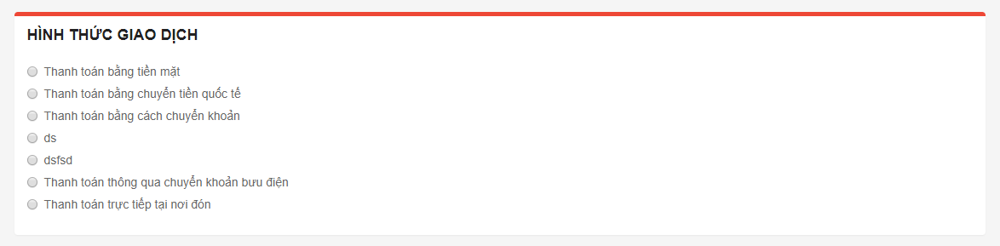 HÌNH THỨC GIAO DỊCH
Thanh toán bằng tiền mặt
Thanh toán bằng chuyển tiền quốc tế
Thanh toán bằng cách chuyển khoản
ds
dsfsd
Thanh toán thông qua chuyển khoản bưu điện
Thanh toán trực tiếp tại nơi đón